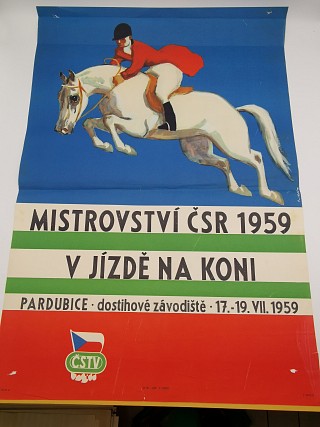 MISTROVSTVÍ ČSR 1959
V JÍZDĚ NA KONI
PARDUBICE · dostihové závodiště · 17.-19. VII. 1959
ČSTV